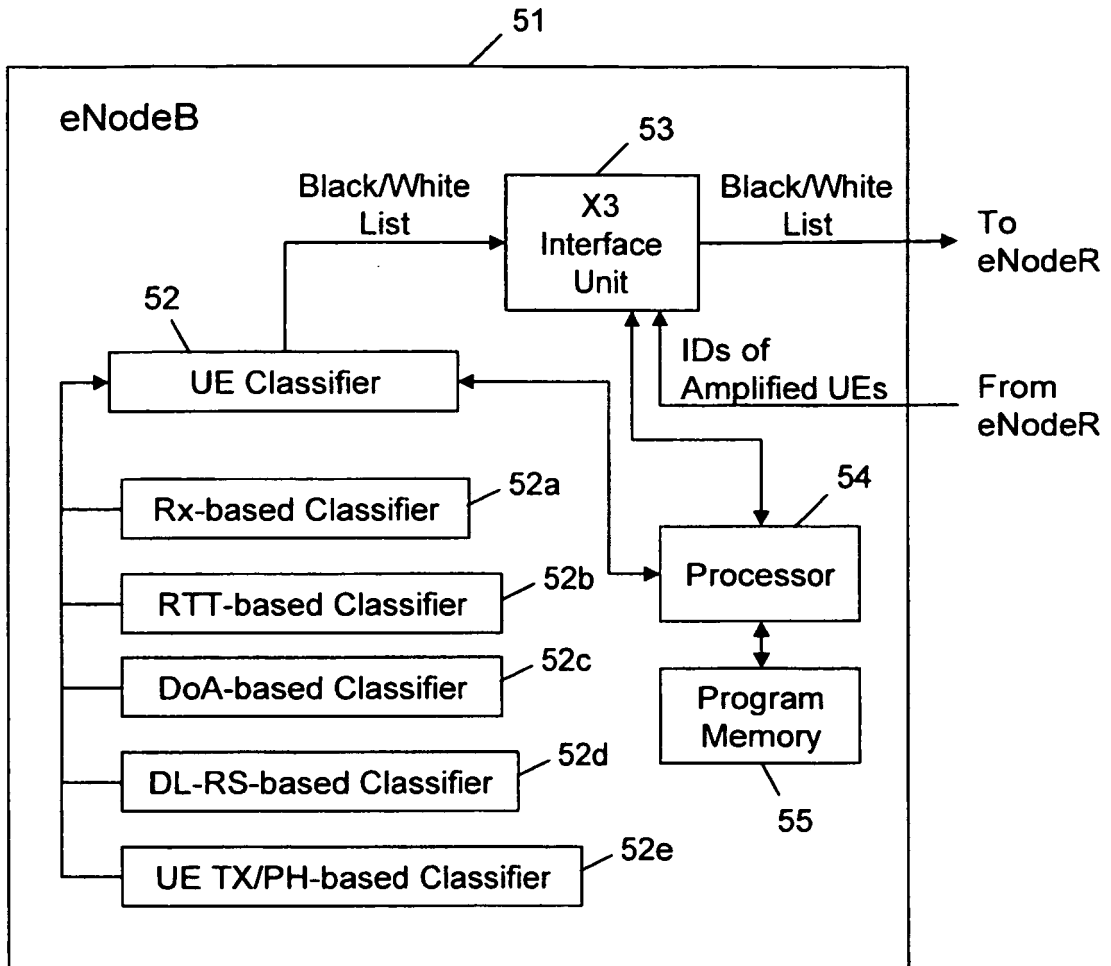 51
eNodeB
53
Black/White
List
X3
Interface
Unit
Black/White
List
To
eNodeR
52
UE Classifier
IDs of
Amplified UEs
From
eNodeR
Rx-based Classifier
52a
54
Processor
RTT-based Classifier
52b
DoA-based Classifier
52c
Program
Memory
DL-RS-based Classifier
52d
55
UE TX/PH-based Classifier
52e